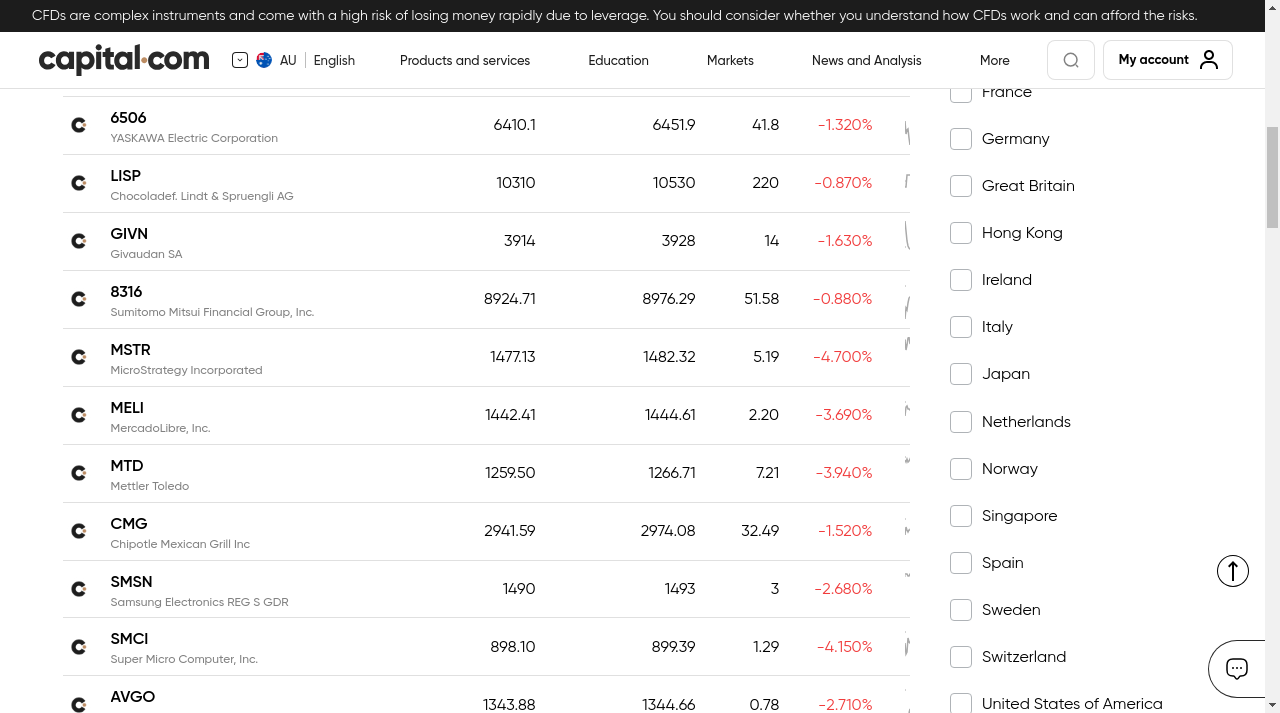 CFDs are complex instruments and come with a high risk of losing money rapidly due to leverage. You should consider whether you understand how CFDs work and can afford the risks.
capital.com AU English Products and services Education Markets News and Analysis More My account
6506 6410.1 6451.9 41.8 -1.320%
YASKAWA Electric Corporation
LISP 10310 10530 220 -0.870%
Chocoladef. Lindt & Spruengli AG
GIVN 3914 3928 14 -1.630%
Givaudan SA
8316 8924.71 8976.29 51.58 -0.880%
Sumitomo Mitsui Financial Group, Inc.
MSTR 1477.13 1482.32 5.19 -4.700%
MicroStrategy Incorporated
MELI 1442.41 1444.61 2.20 -3.690%
MercadoLibre, Inc.
MTD 1259.50 1266.71 7.21 -3.940%
Mettler Toledo
CMG 2941.59 2974.08 32.49 -1.520%
Chipotle Mexican Grill Inc
SMSN 1490 1493 3 -2.680%
Samsung Electronics REG S GDR
SMCI 898.10 899.39 1.29 -4.150%
Super Micro Computer, Inc.
AVGO 1343.88 1344.66 0.78 -2.710%
France
Germany
Great Britain
Hong Kong
Ireland
Italy
Japan
Netherlands
Norway
Singapore
Spain
Sweden
Switzerland
United States of America